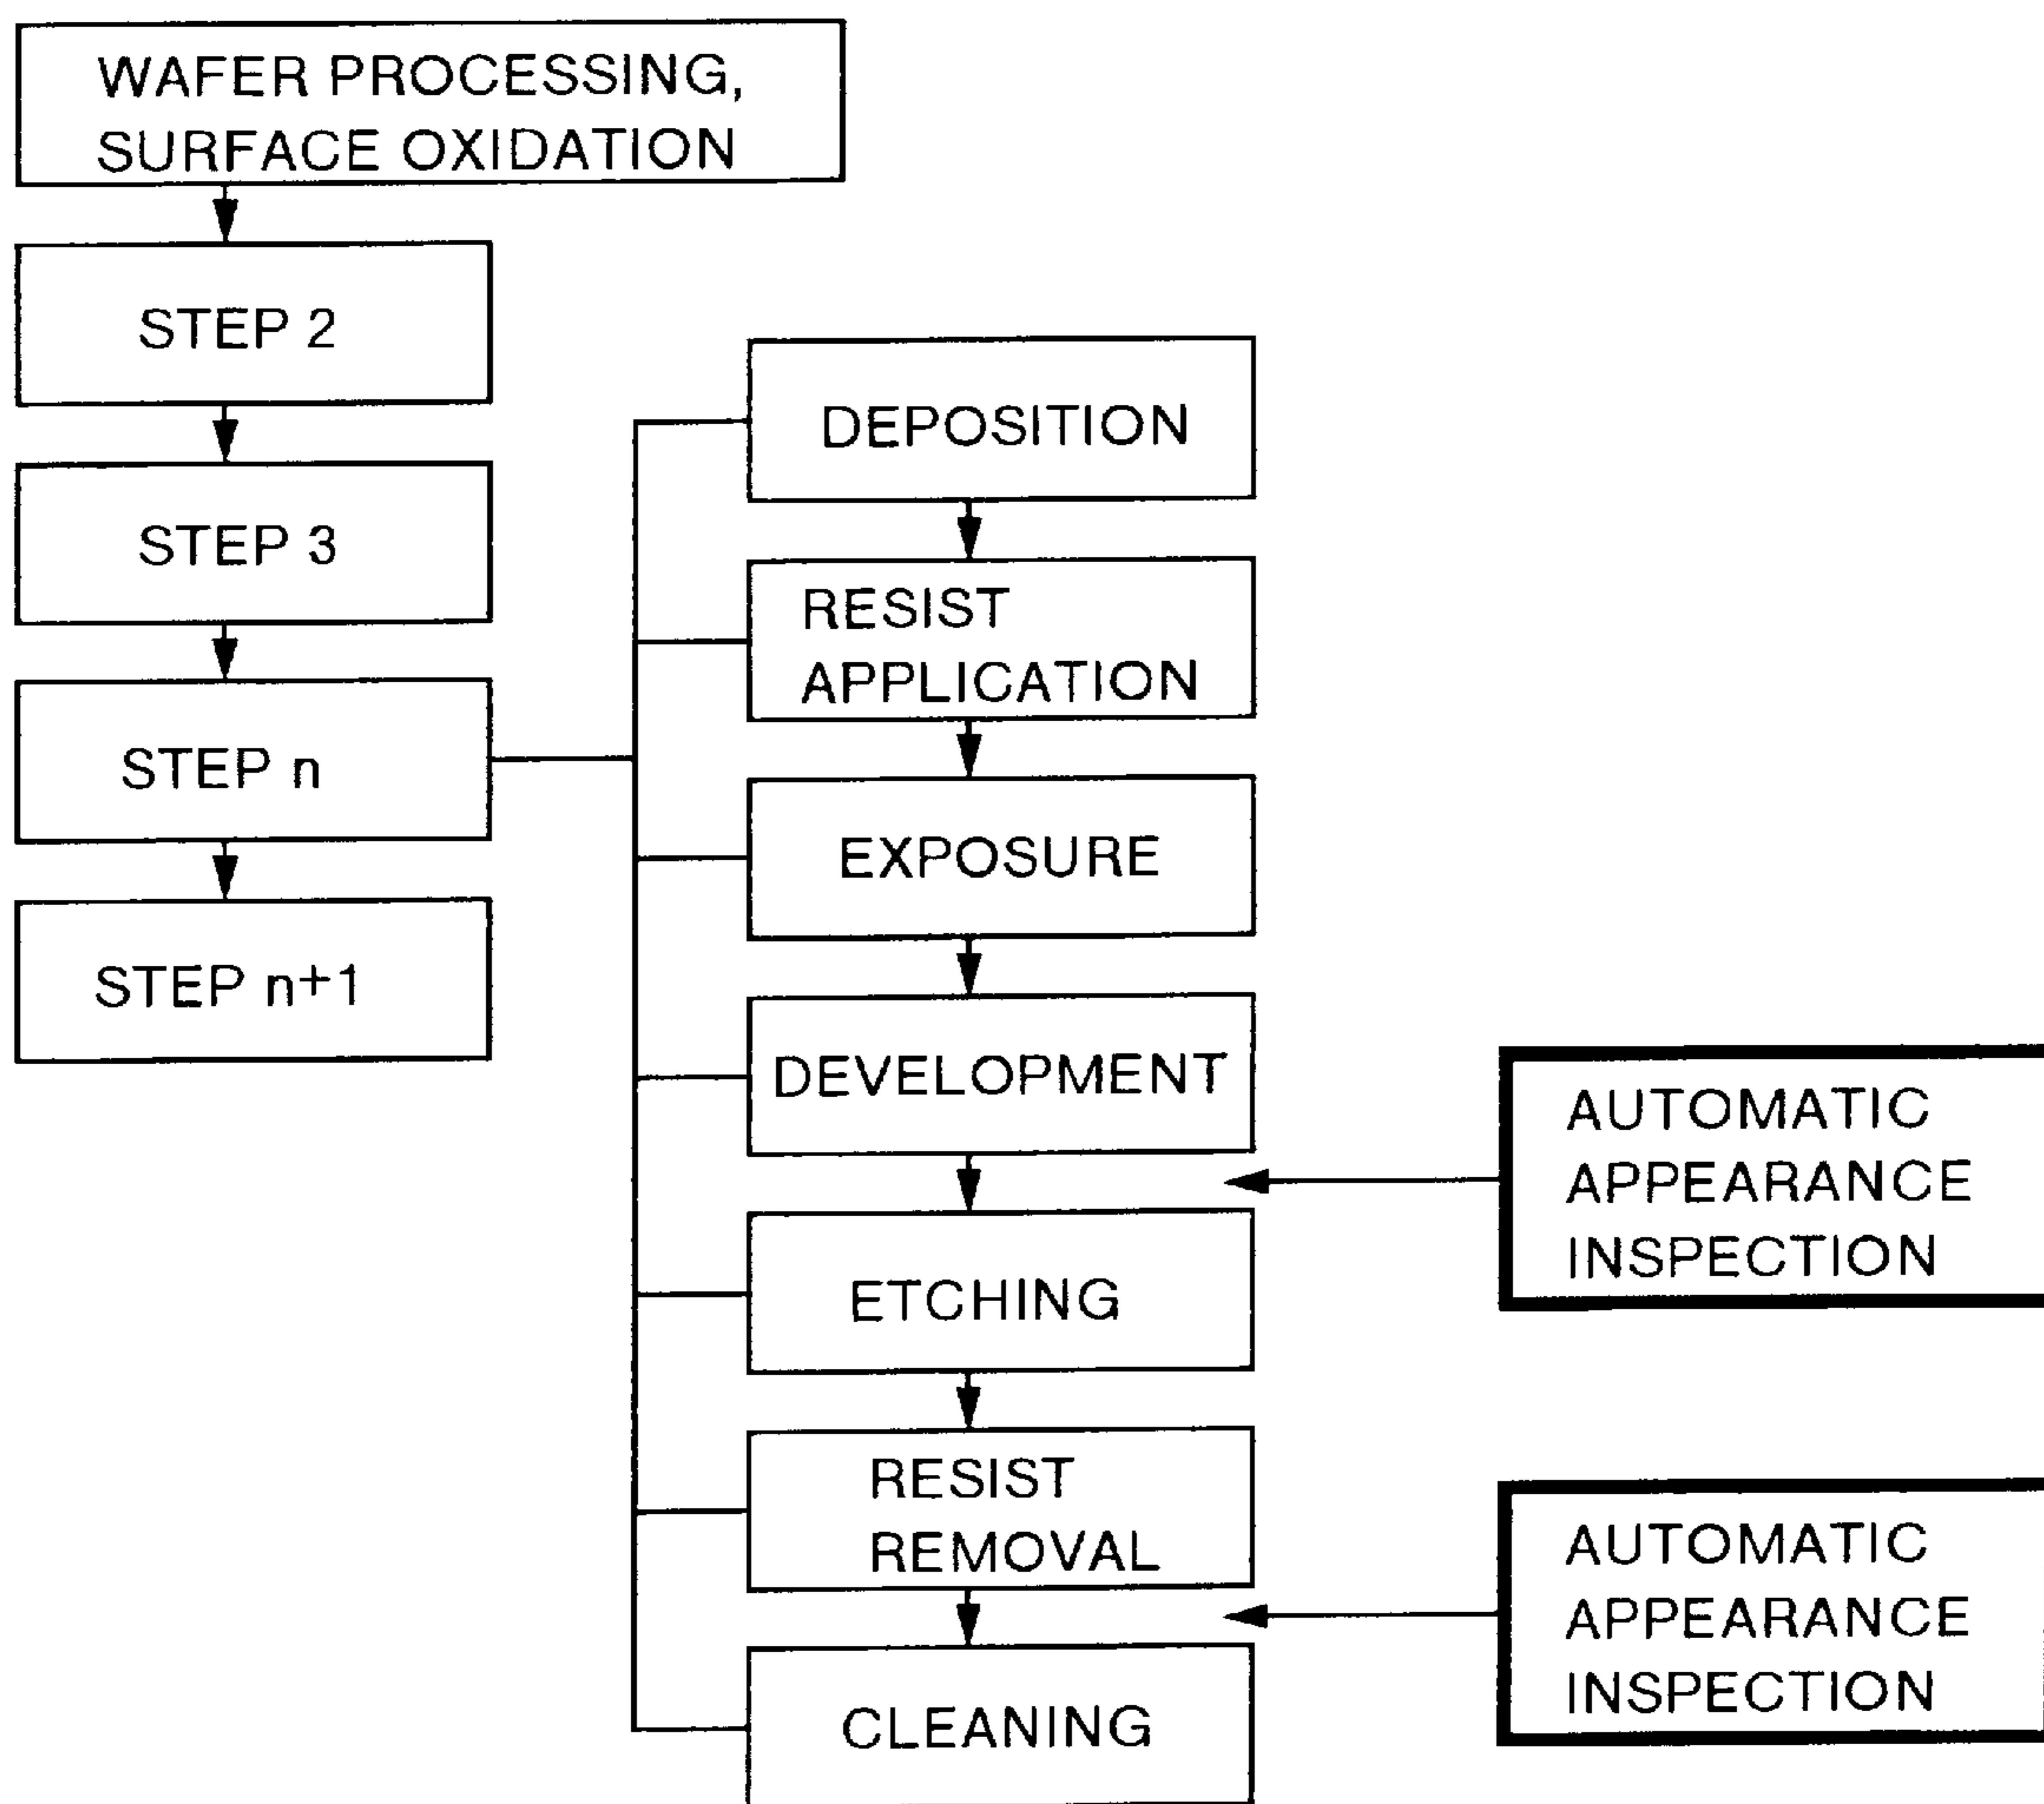 WAFER PROCESSING,
SURFACE OXIDATION
STEP 2
STEP 3
STEP n
STEP n+1
DEPOSITION
RESIST
APPLICATION
EXPOSURE
DEVELOPMENT
ETCHING
RESIST
REMOVAL
CLEANING
AUTOMATIC
APPEARANCE
INSPECTION
AUTOMATIC
APPEARANCE
INSPECTION